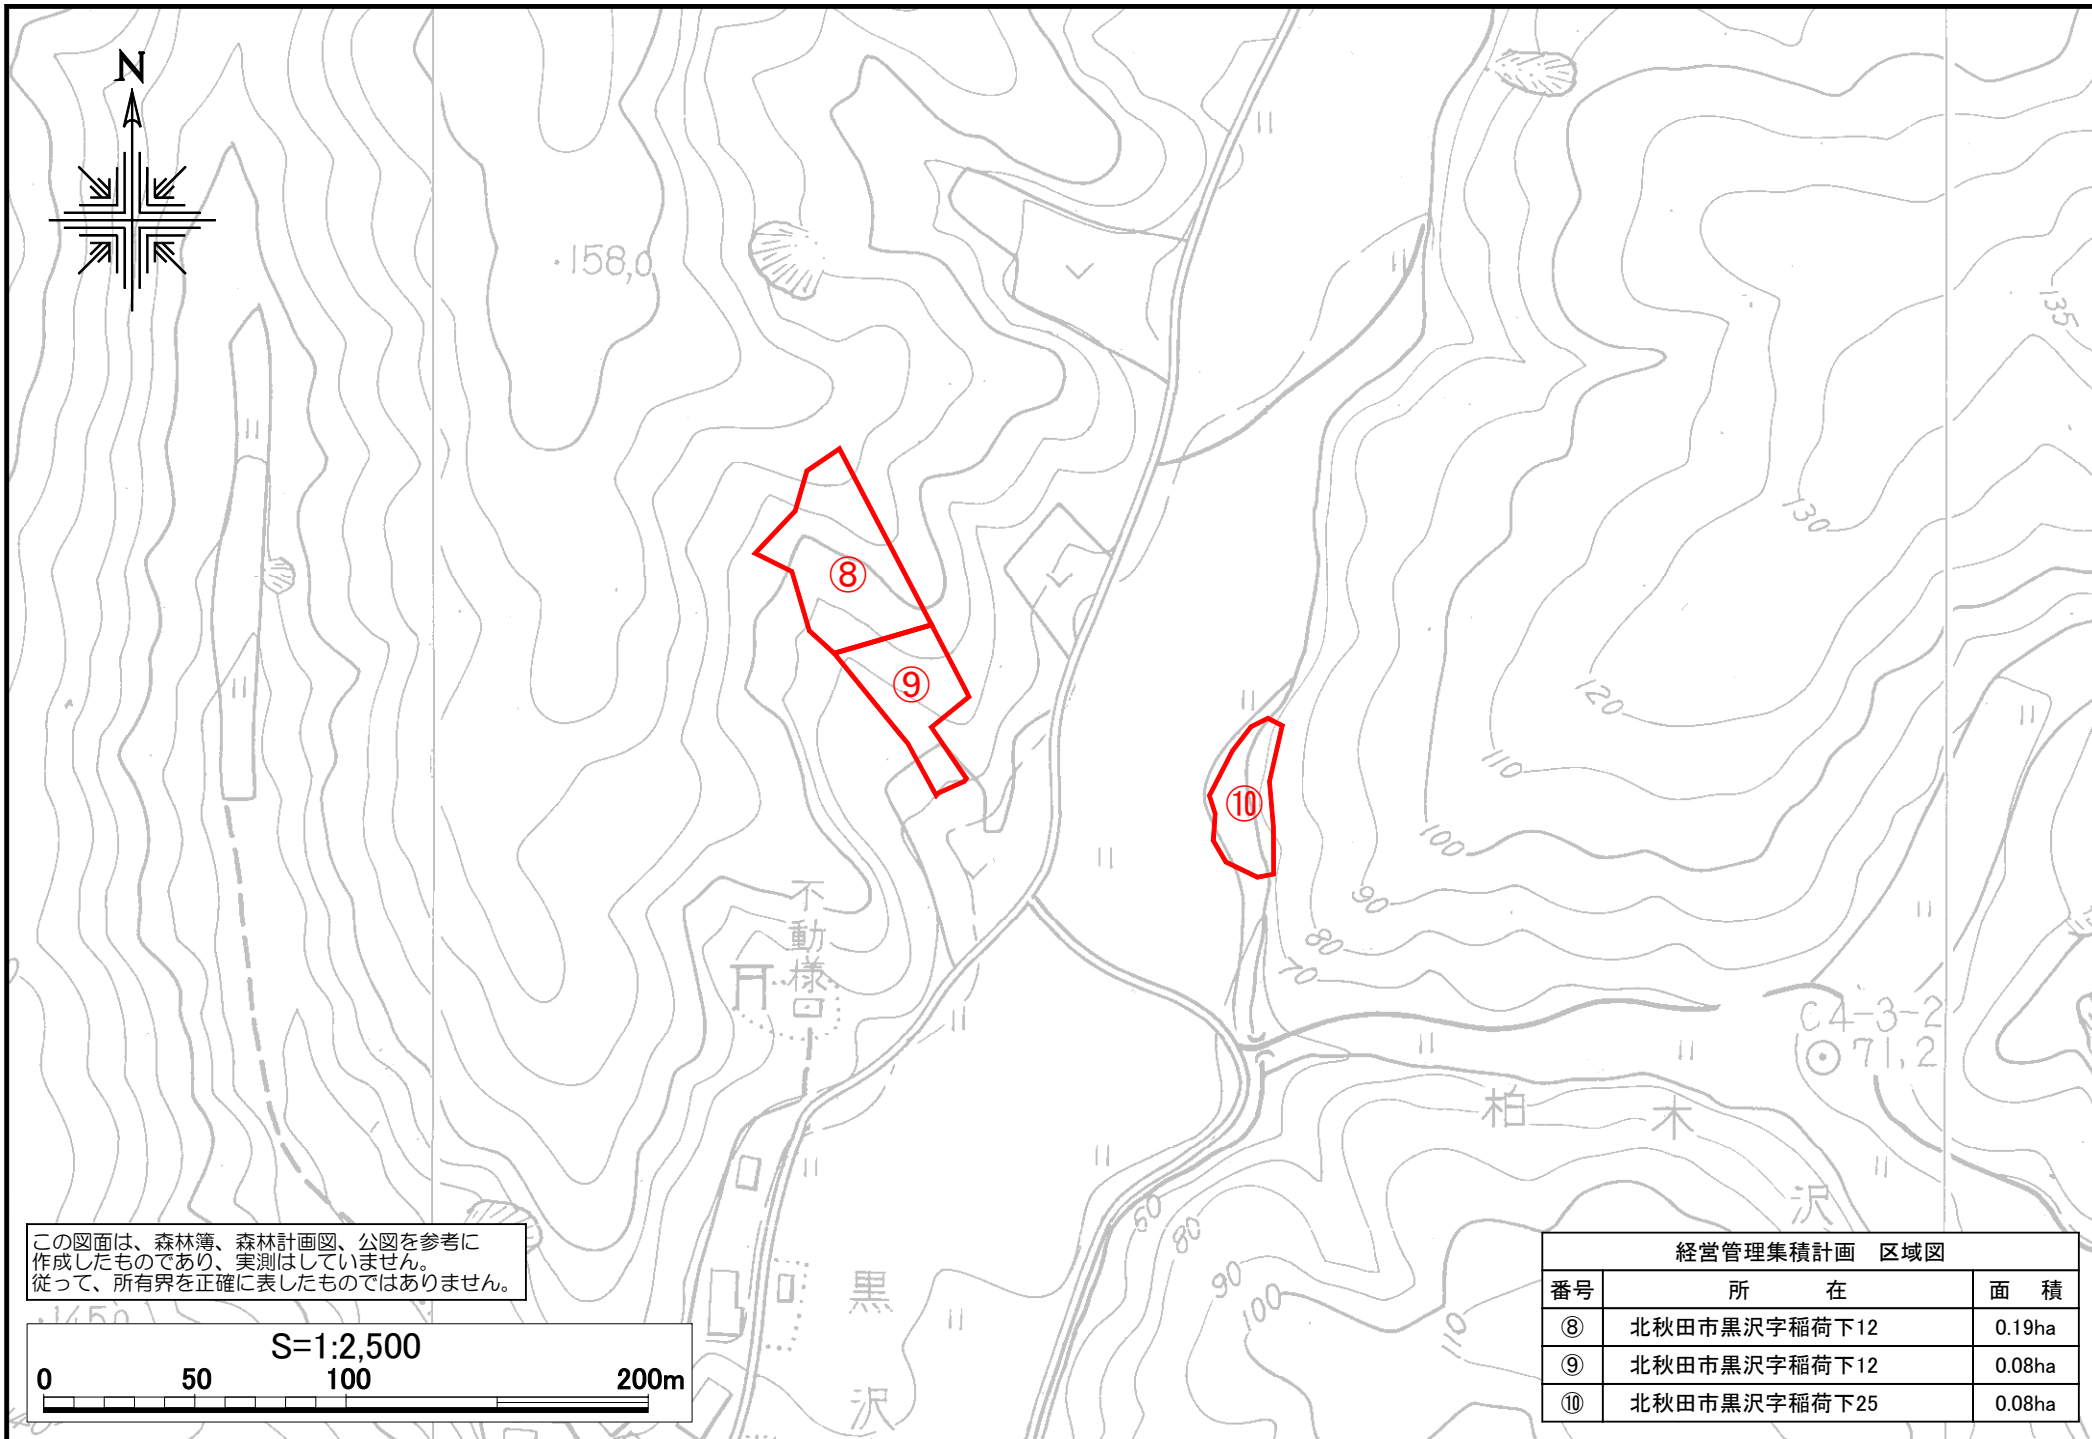 N
158,0
135
130
120
110
100
90
80
70
⑧
⑨
⑩
不動様
C4-3-2
71.2
柏木沢
60
80
90
100
110
黒沢
145.0
この図面は、森林簿、森林計画図、公図を参考に
作成したものであり、実測はしていません。
従って、所有界を正確に表したものではありません。
S=1:2,500
0 50 100 200m
経営管理集積計画 区域図
番号 所在 面積
⑧ 北秋田市黒沢字稲荷下12 0.19ha
⑨ 北秋田市黒沢字稲荷下12 0.08ha
⑩ 北秋田市黒沢字稲荷下25 0.08ha